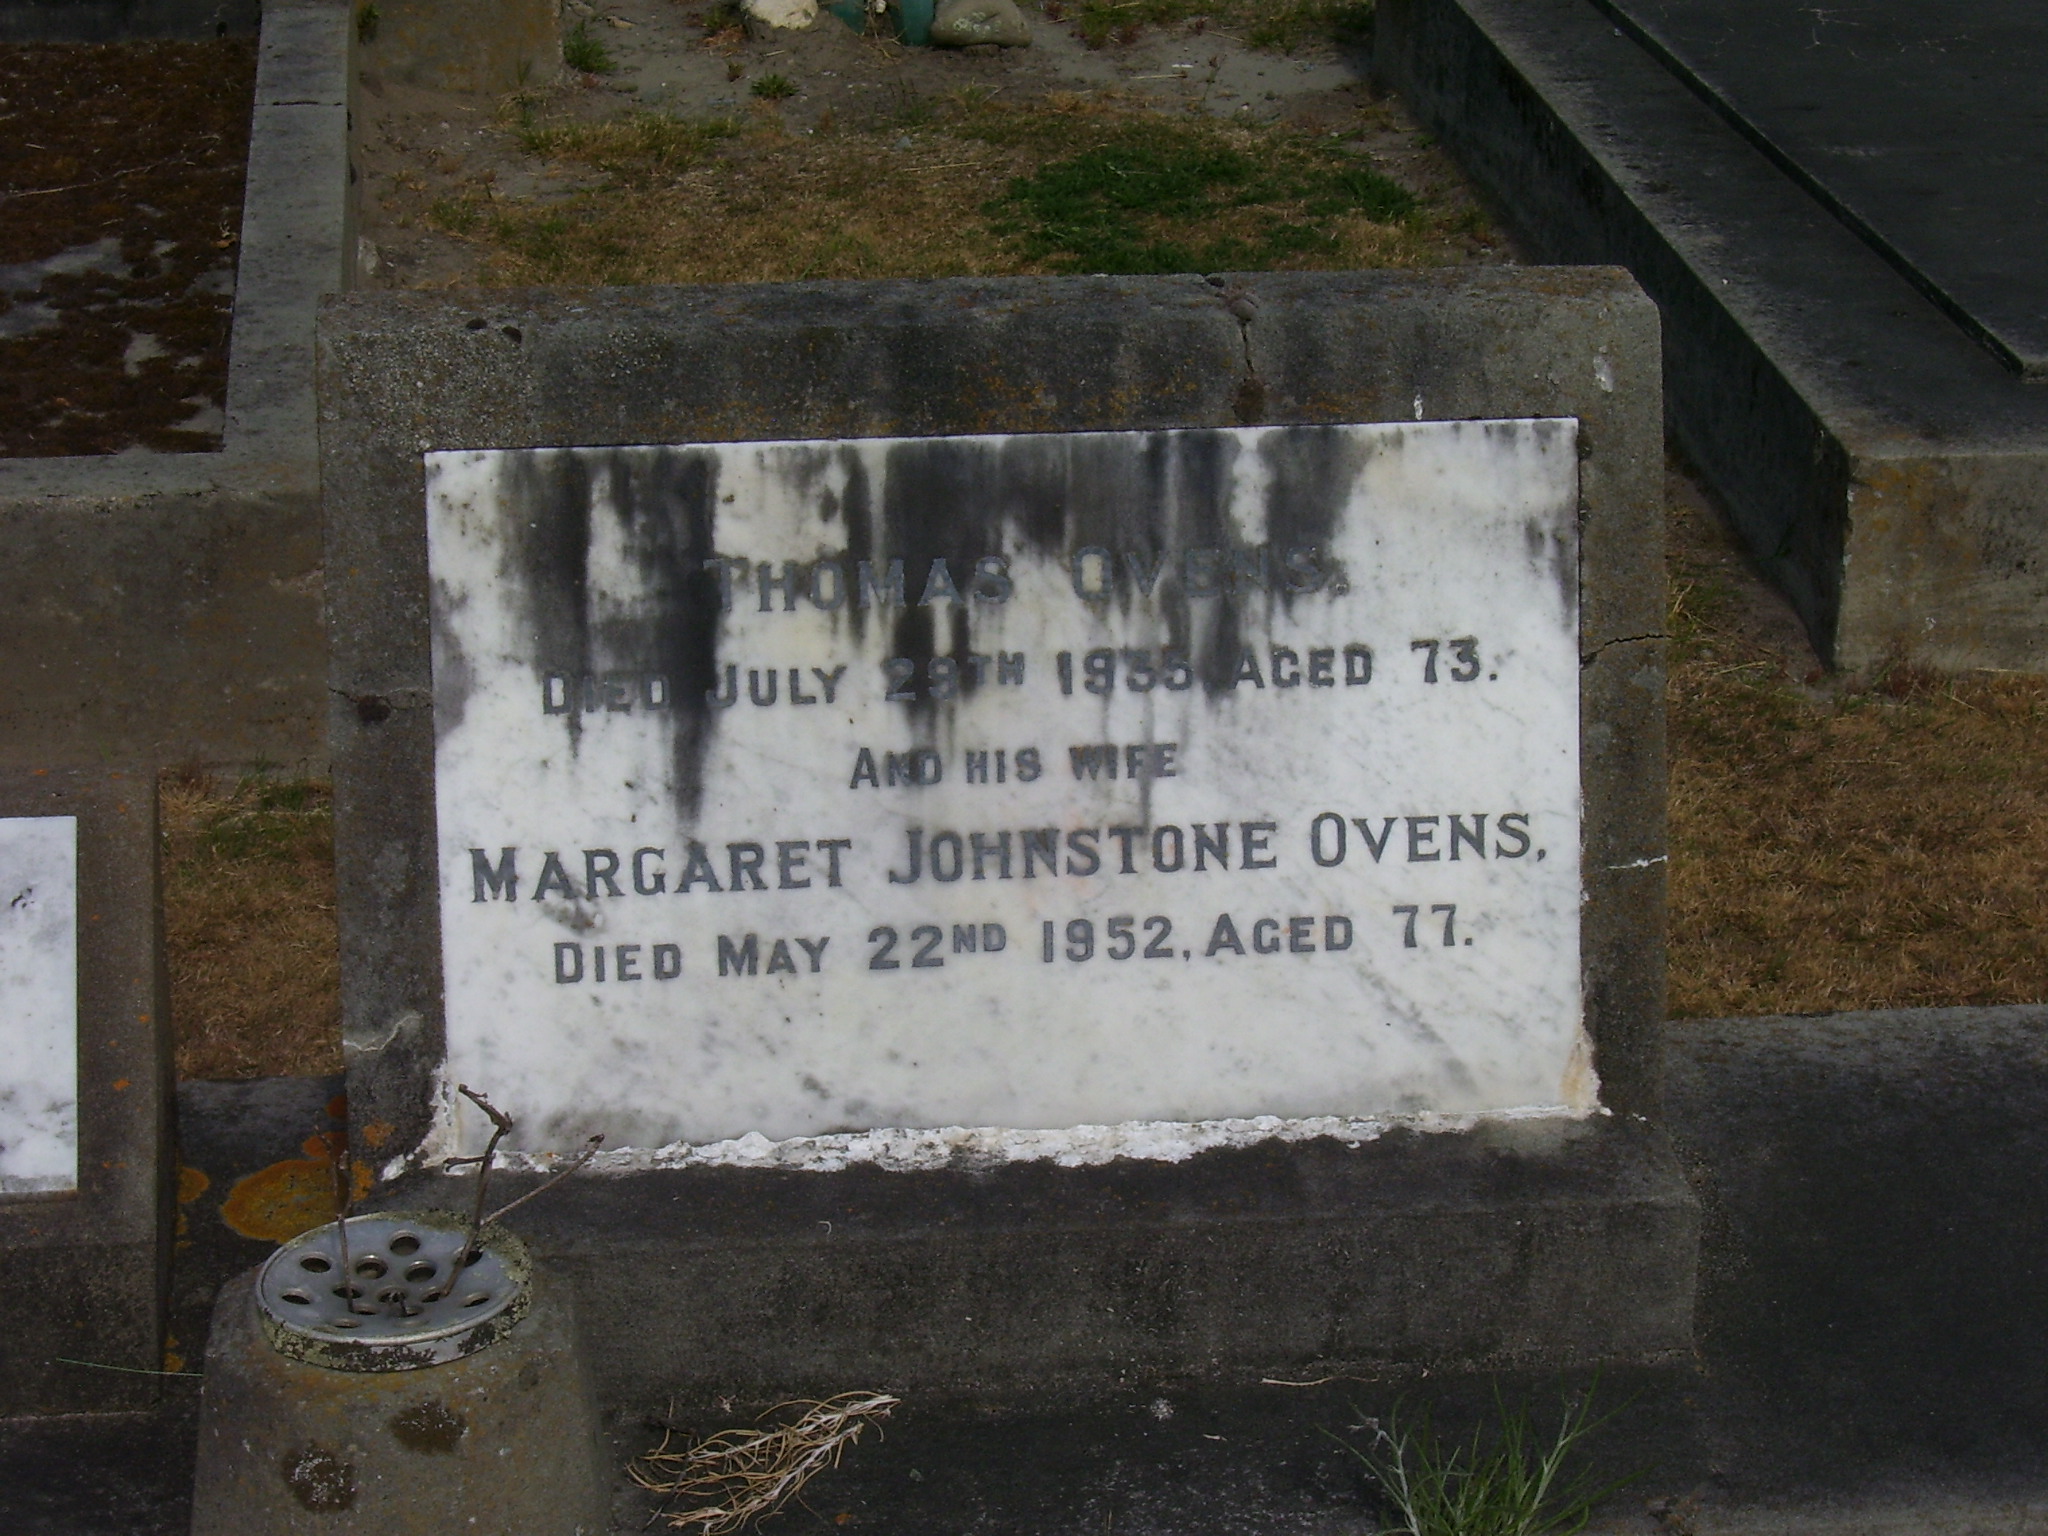 THOMAS OVENS.
DIED JULY 29TH 1935 AGED 73.
AND HIS WIFE
MARGARET JOHNSTONE OVENS,
DIED MAY 22ND 1952, AGED 77.